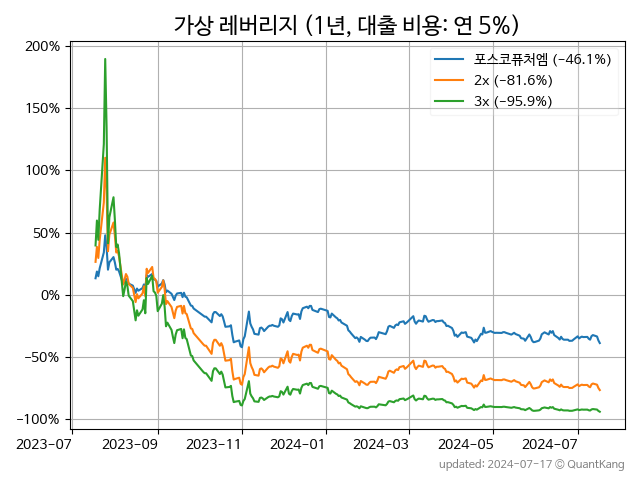 가상 레버리지 (1년, 대출 비용: 연 5%)
포스코퓨처엠 (-46.1%)
2x (-81.6%)
3x (-95.9%)
200%
150%
100%
50%
0%
-50%
-100%
2023-07 2023-09 2023-11 2024-01 2024-03 2024-05 2024-07
updated: 2024-07-17 © QuantKang